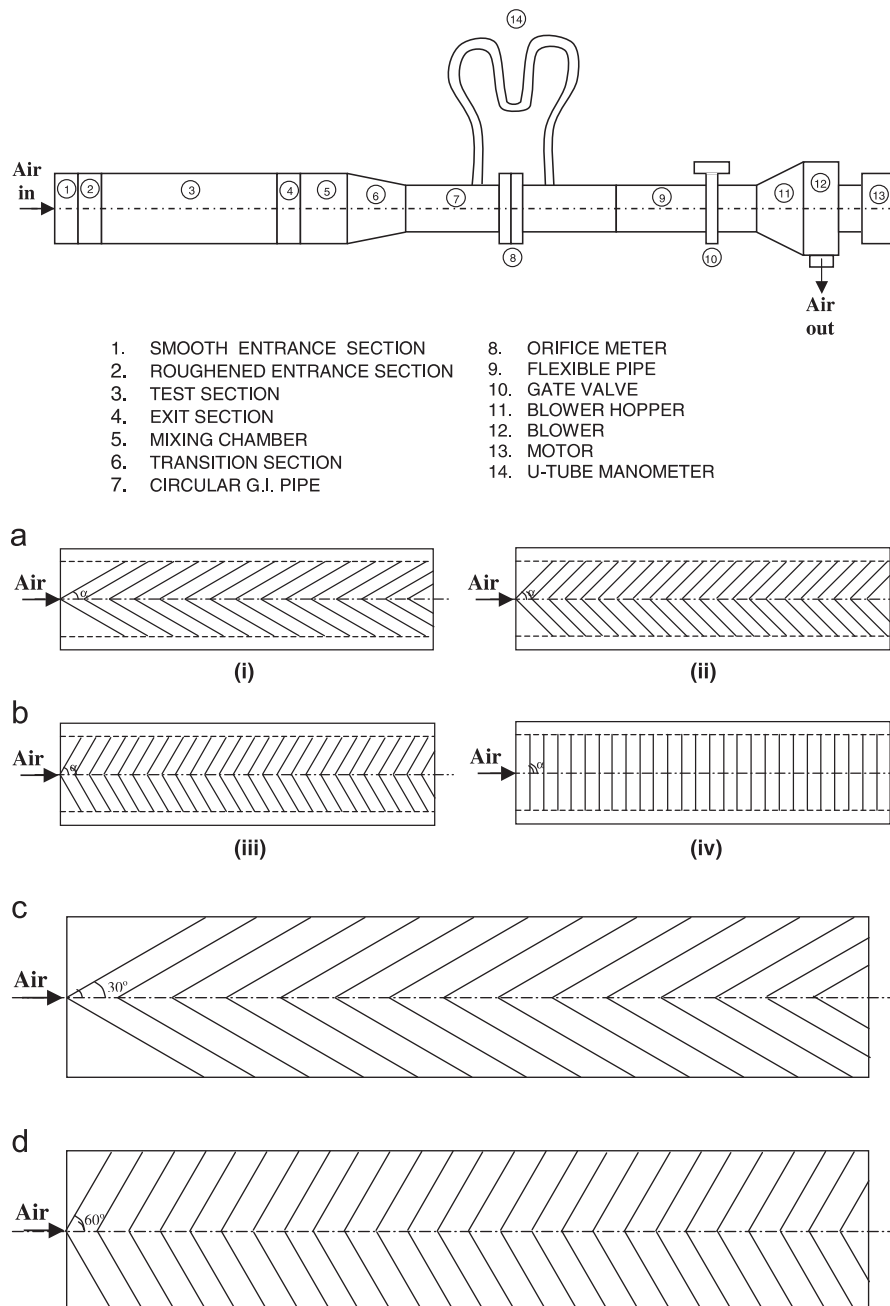 14
Air
in
1
2
3
4
5
6
7
8
9
10
11
12
13
Air
out
1. SMOOTH ENTRANCE SECTION
2. ROUGHENED ENTRANCE SECTION
3. TEST SECTION
4. EXIT SECTION
5. MIXING CHAMBER
6. TRANSITION SECTION
7. CIRCULAR G.I. PIPE
8. ORIFICE METER
9. FLEXIBLE PIPE
10. GATE VALVE
11. BLOWER HOPPER
12. BLOWER
13. MOTOR
14. U-TUBE MANOMETER
a
Air
α
(i)
Air
α
(ii)
b
Air
α
(iii)
Air
α
(iv)
c
Air
30º
d
Air
60º